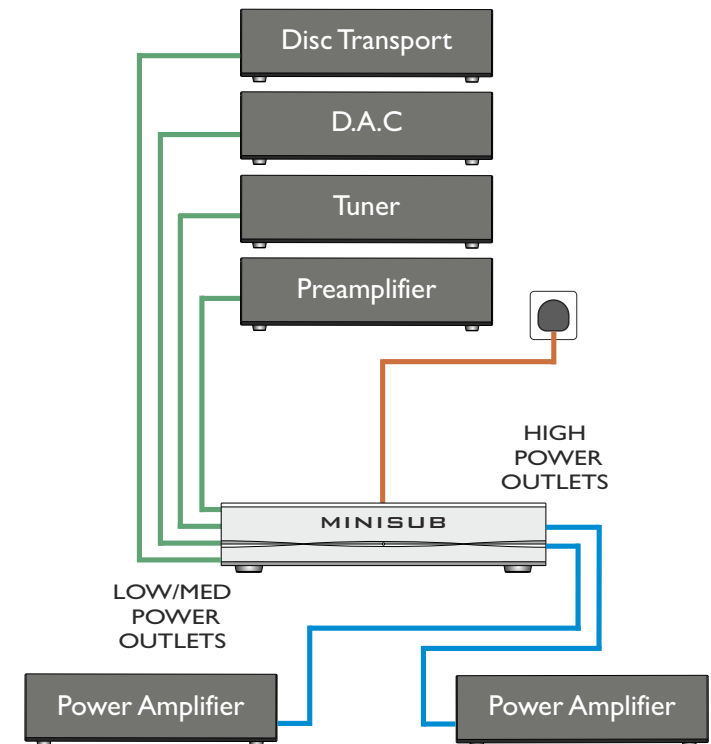 Disc Transport
D.A.C
Tuner
Preamplifier
HIGH
POWER
OUTLETS
MINISUB
LOW/MED
POWER
OUTLETS
Power Amplifier
Power Amplifier